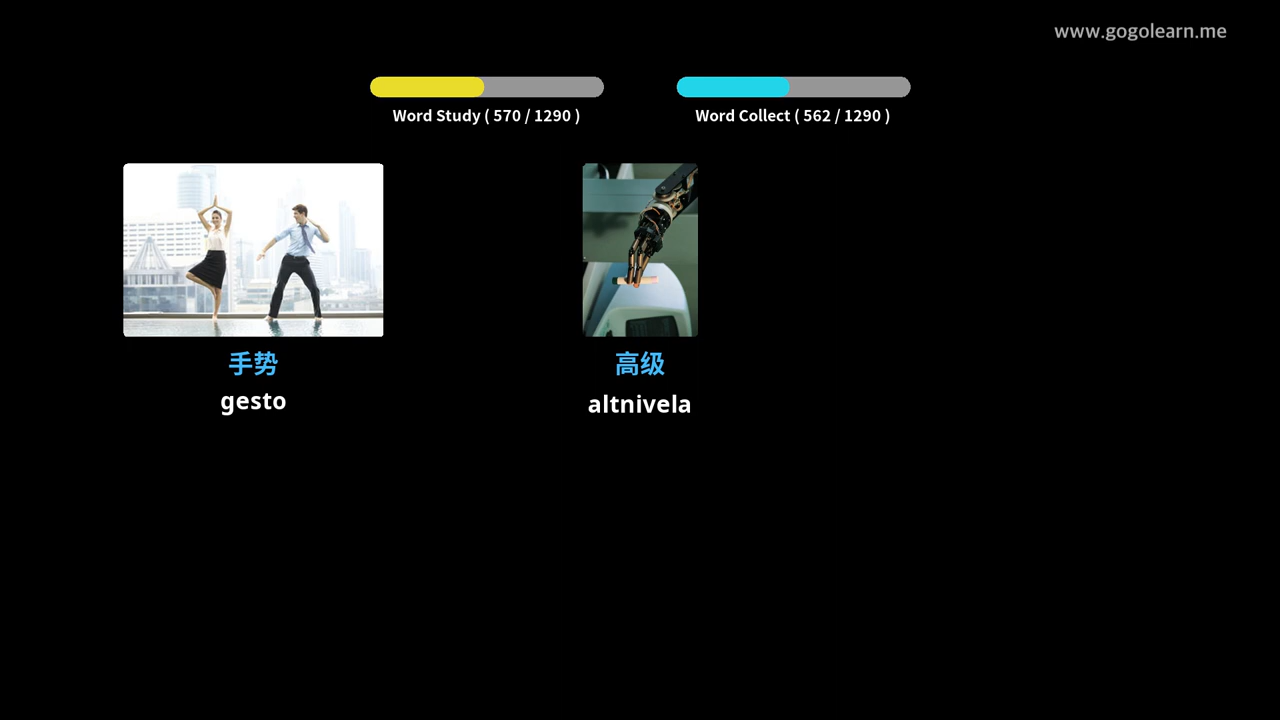 www.gogolearn.me
Word Study ( 570 / 1290 )
Word Collect ( 562 / 1290 )
手势
gesto
高级
altnivela